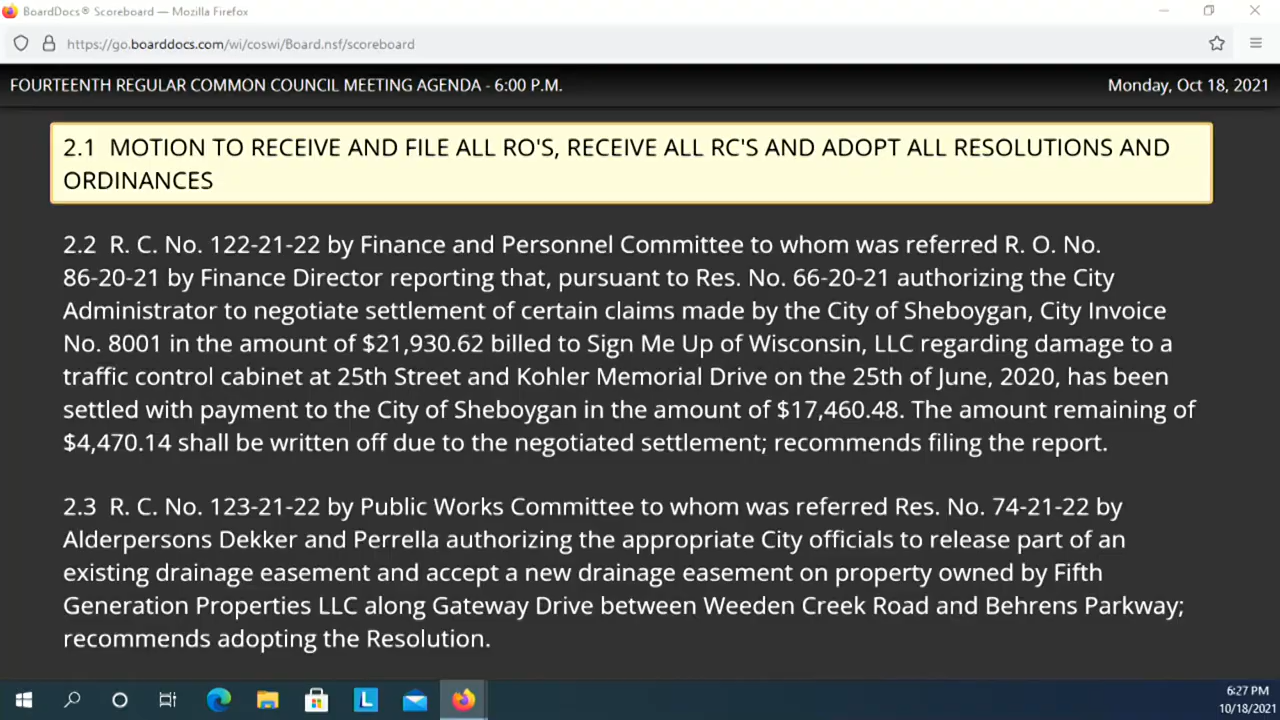 BoardDocs® Scoreboard — Mozilla Firefox
https://go.boarddocs.com/wi/coswi/Board.nsf/scoreboard
FOURTEENTH REGULAR COMMON COUNCIL MEETING AGENDA - 6:00 P.M. Monday, Oct 18, 2021
2.1 MOTION TO RECEIVE AND FILE ALL RO'S, RECEIVE ALL RC'S AND ADOPT ALL RESOLUTIONS AND
ORDINANCES
2.2 R. C. No. 122-21-22 by Finance and Personnel Committee to whom was referred R. O. No.
86-20-21 by Finance Director reporting that, pursuant to Res. No. 66-20-21 authorizing the City
Administrator to negotiate settlement of certain claims made by the City of Sheboygan, City Invoice
No. 8001 in the amount of $21,930.62 billed to Sign Me Up of Wisconsin, LLC regarding damage to a
traffic control cabinet at 25th Street and Kohler Memorial Drive on the 25th of June, 2020, has been
settled with payment to the City of Sheboygan in the amount of $17,460.48. The amount remaining of
$4,470.14 shall be written off due to the negotiated settlement; recommends filing the report.
2.3 R. C. No. 123-21-22 by Public Works Committee to whom was referred Res. No. 74-21-22 by
Alderpersons Dekker and Perrella authorizing the appropriate City officials to release part of an
existing drainage easement and accept a new drainage easement on property owned by Fifth
Generation Properties LLC along Gateway Drive between Weeden Creek Road and Behrens Parkway;
recommends adopting the Resolution.
L
6:27 PM
10/18/2021